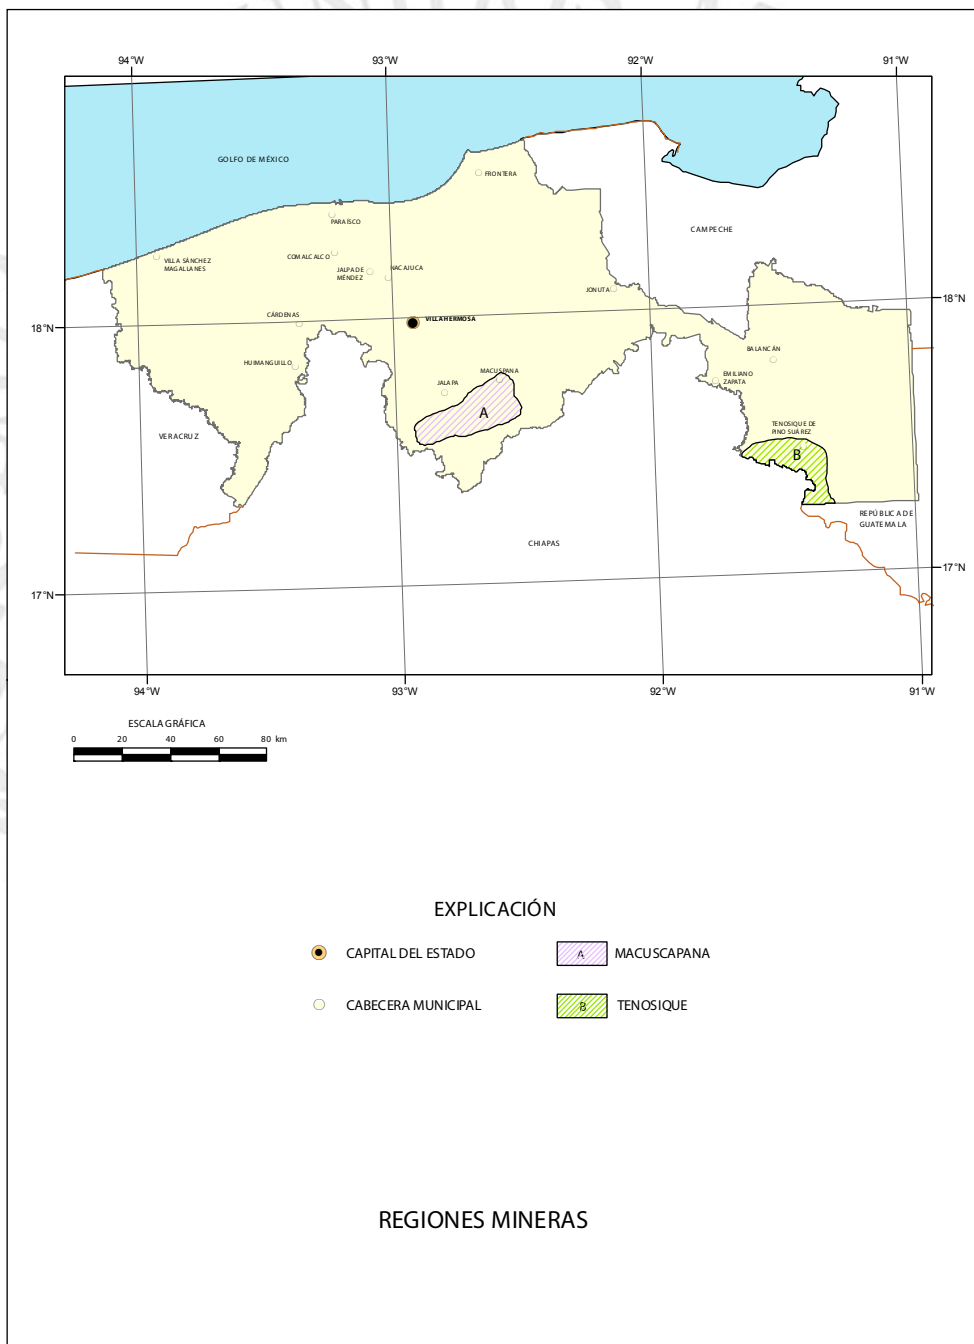 94°W 93°W 92°W 91°W
GOLFO DE MÉXICO
FRONTERA
PARAÍSCO
CAMPECHE
COMALCALCO
VILLA SÁNCHEZ
MAGALLANES
JALPA DE
MÉNDEZ
NACAJUCA
JONUTA
18°N
CÁRDENAS
VILLAHERMOSA
18°N
BALANCÁN
HUIMANGUILLO
MACUSPANA
EMILIANO
ZAPATA
JALAPA
A
TENOSIQUE DE
PINO SUÁREZ
VERACRUZ
B
REPÚBLICA DE
GUATEMALA
CHIAPAS
17°N
17°N
94°W 93°W 92°W 91°W
ESCALA GRÁFICA
0 20 40 60 80 km
EXPLICACIÓN
CAPITAL DEL ESTADO
A MACUSCAPANA
CABECERA MUNICIPAL
B TENOSIQUE
REGIONES MINERAS